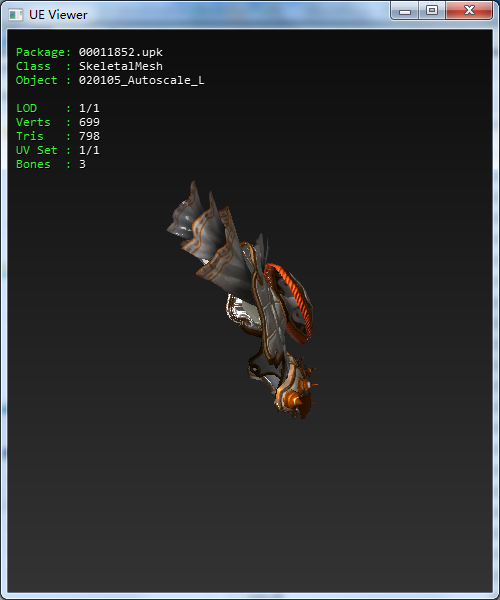 UE Viewer
Package: 00011852.upk
Class : SkeletalMesh
Object : 020105_Autoscale_L
LOD : 1/1
Verts : 699
Tris : 798
UV Set : 1/1
Bones : 3